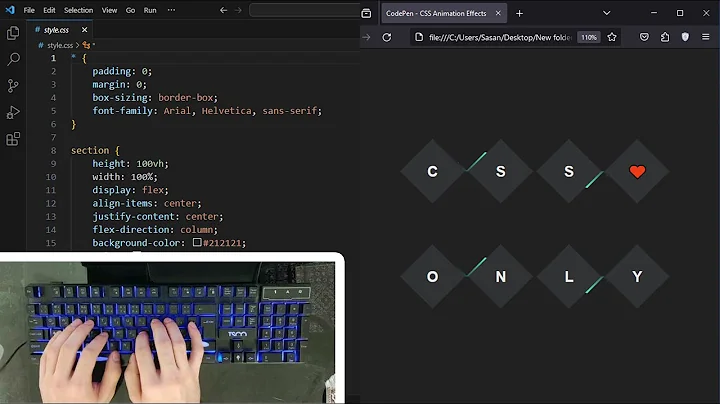 File Edit Selection View Go Run
style.css
style.css > *
1 * {
2 padding: 0;
3 margin: 0;
4 box-sizing: border-box;
5 font-family: Arial, Helvetica, sans-serif;
6 }
7
8 section {
9 height: 100vh;
10 width: 100%;
11 display: flex;
12 align-items: center;
13 justify-content: center;
14 flex-direction: column;
15 background-color: #212121;
TSCO
CodePen - CSS Animation Effects
file:///C:/Users/Sasan/Desktop/New folde
110%
C S S
O N L Y